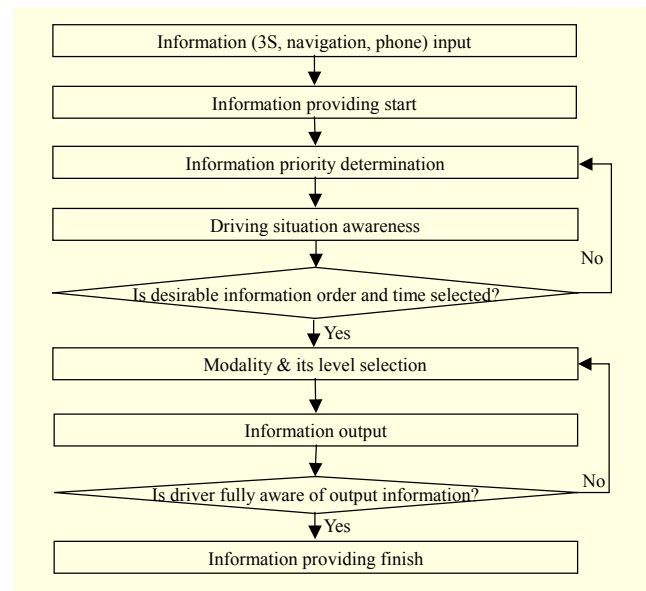 Information (3S, navigation, phone) input
Information providing start
Information priority determination
Driving situation awareness
No
Is desirable information order and time selected?
Yes
Modality & its level selection
Information output
No
Is driver fully aware of output information?
Yes
Information providing finish